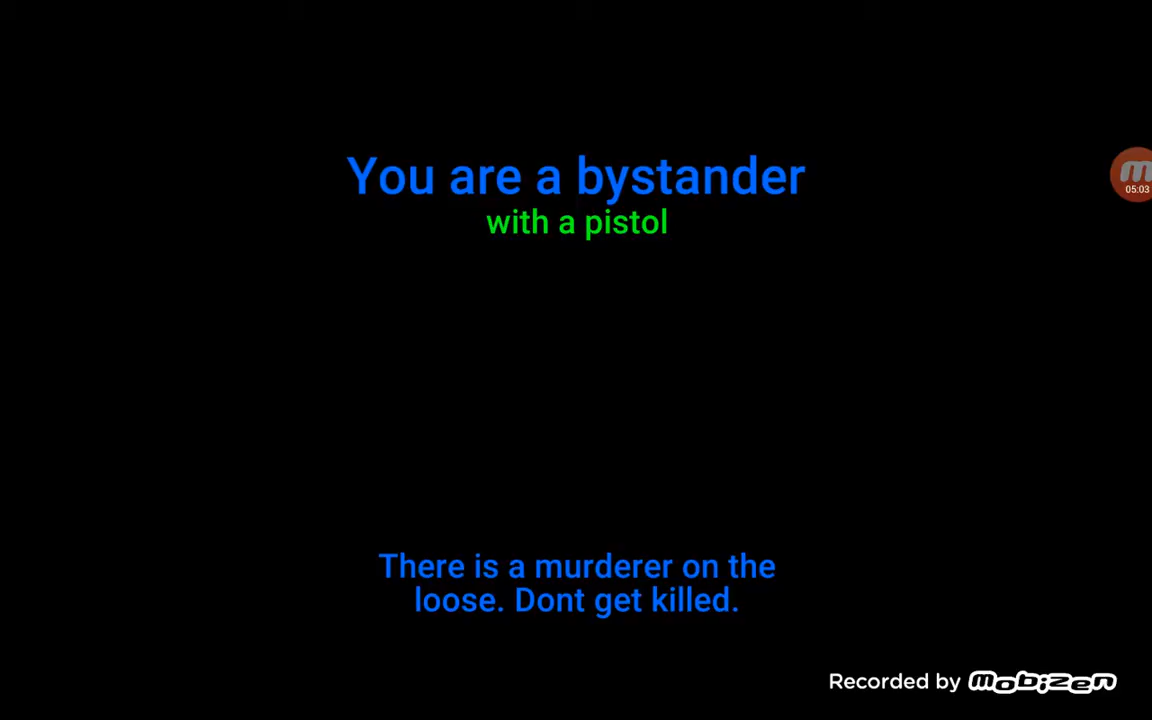 You are a bystander
with a pistol
05:03
There is a murderer on the
loose. Dont get killed.
Recorded by mobizen